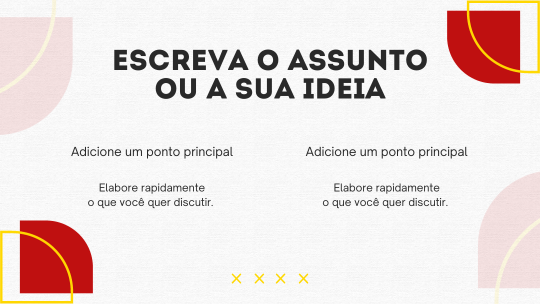 ESCREVA O ASSUNTO
OU A SUA IDEIA
Adicione um ponto principal
Elabore rapidamente
o que você quer discutir.
Adicione um ponto principal
Elabore rapidamente
o que você quer discutir.